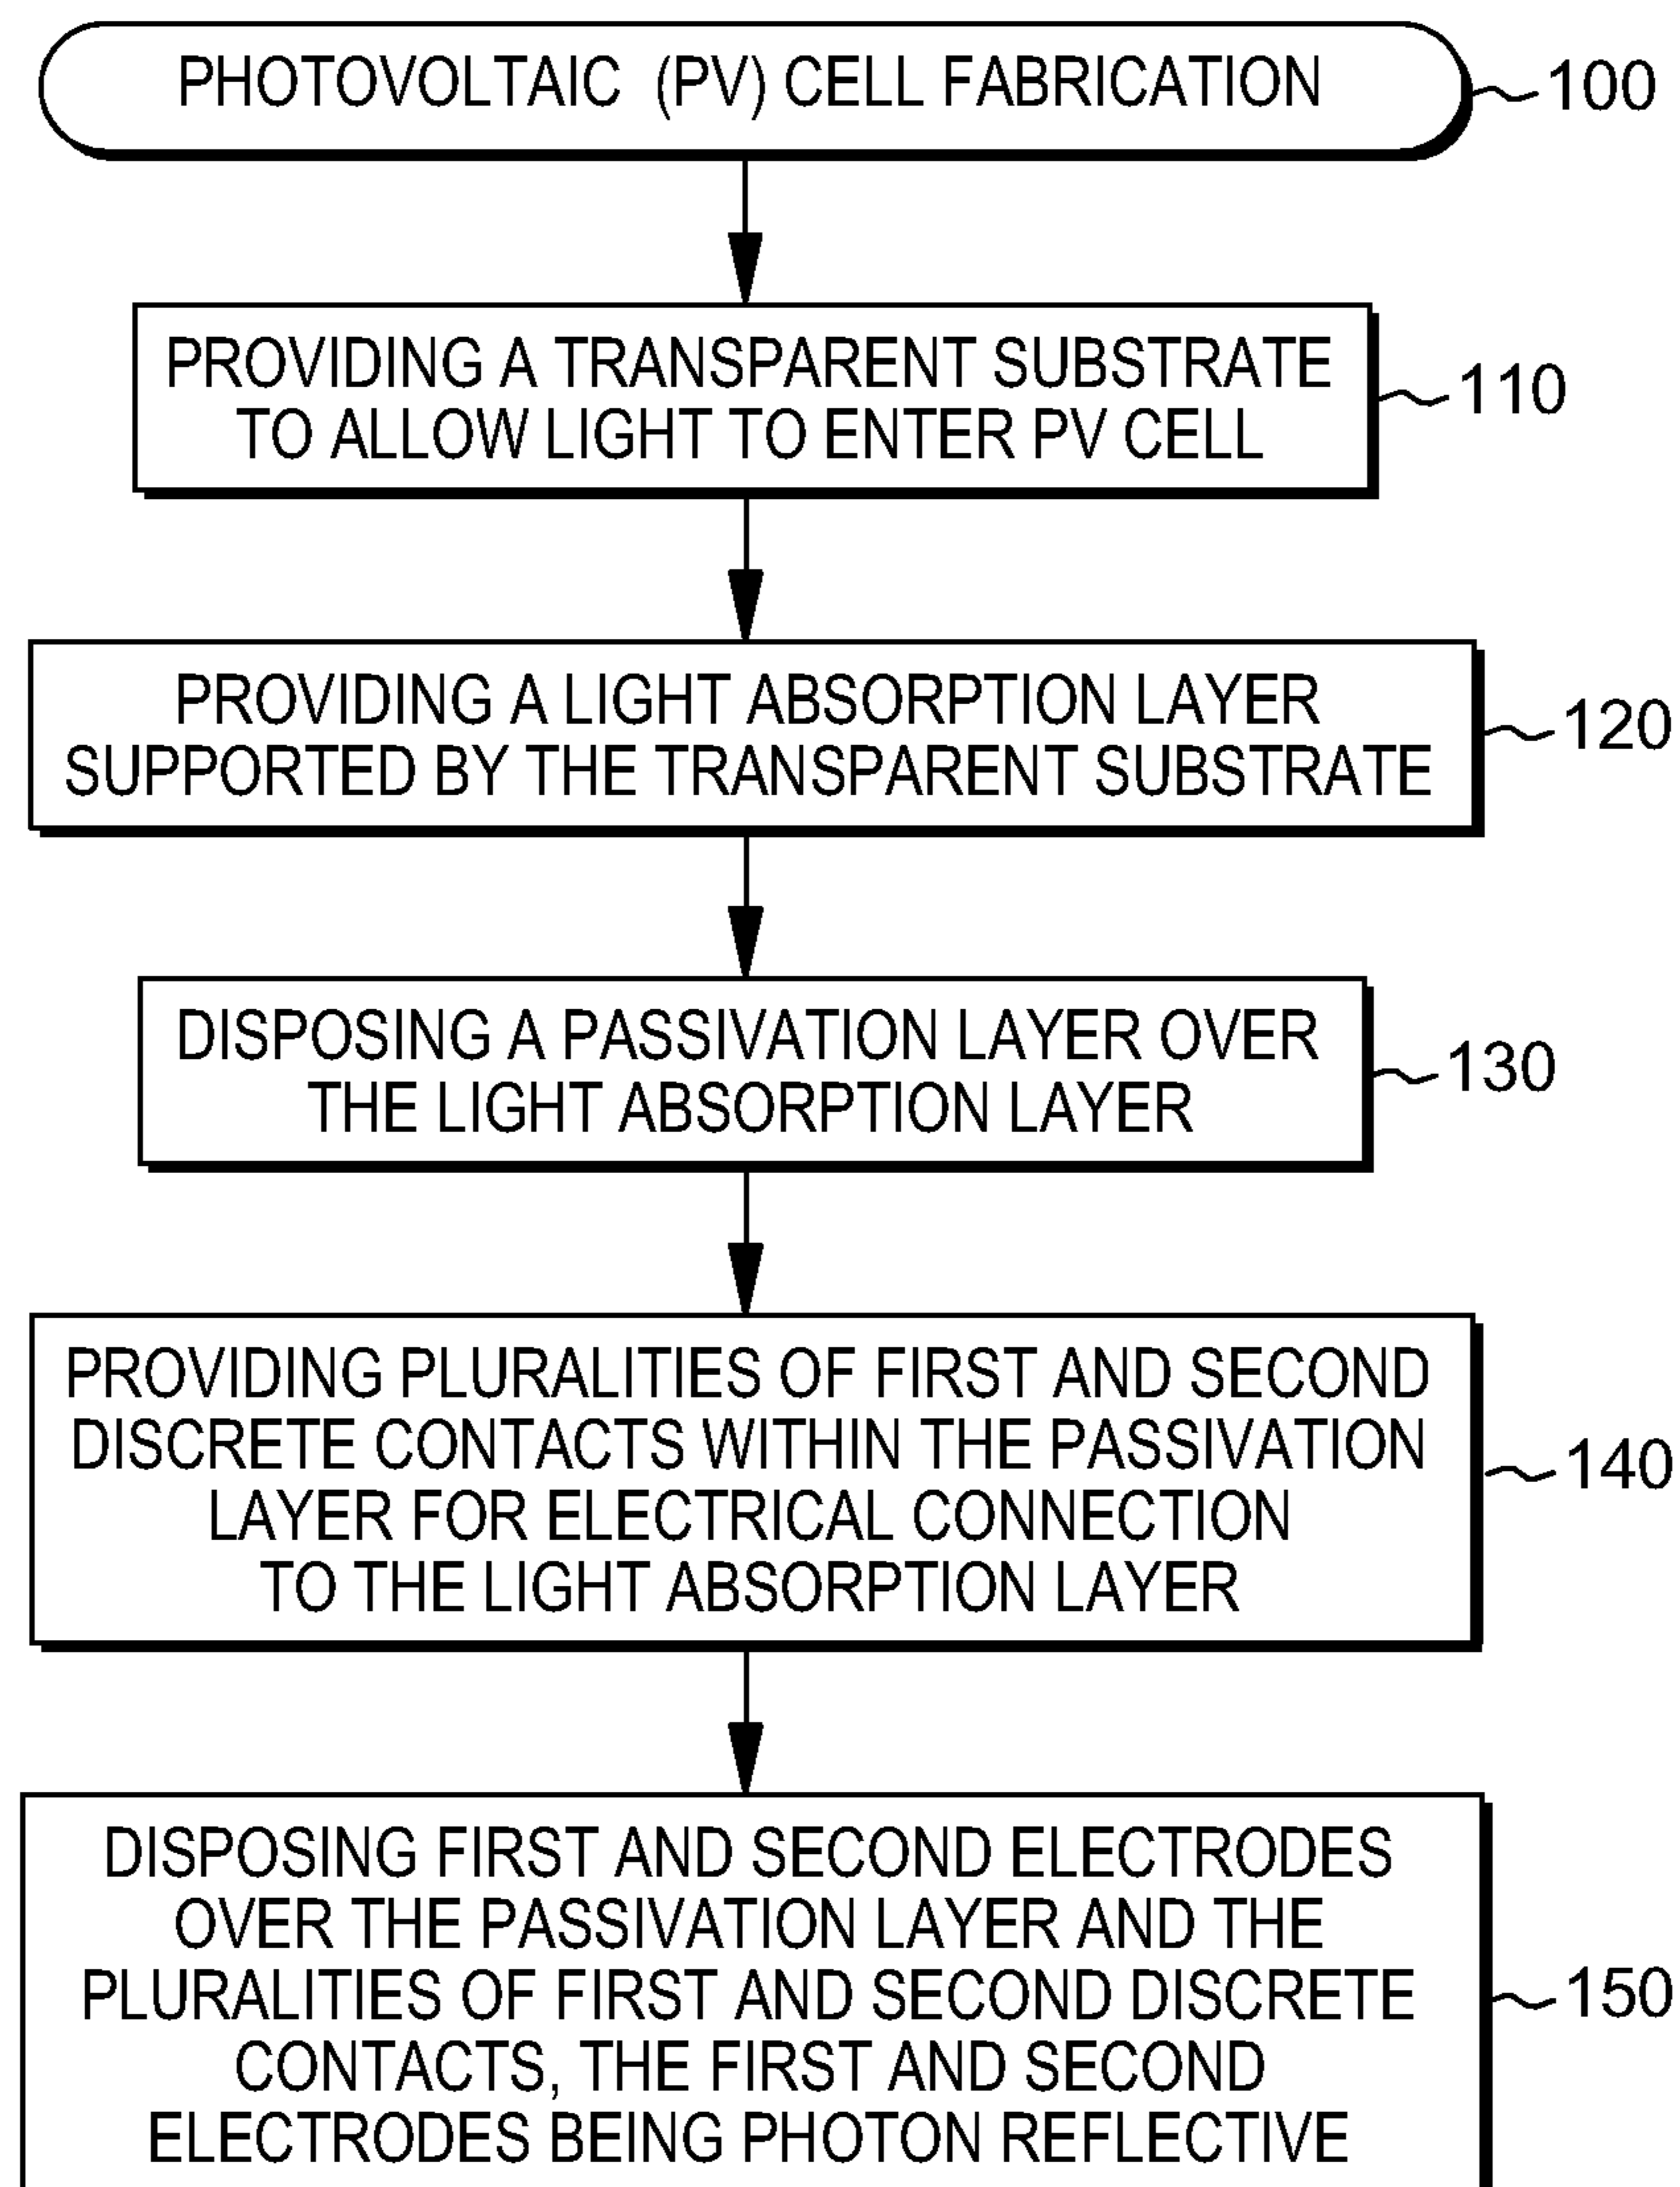 PHOTOVOLTAIC (PV) CELL FABRICATION
100
PROVIDING A TRANSPARENT SUBSTRATE
TO ALLOW LIGHT TO ENTER PV CELL
110
PROVIDING A LIGHT ABSORPTION LAYER
SUPPORTED BY THE TRANSPARENT SUBSTRATE
120
DISPOSING A PASSIVATION LAYER OVER
THE LIGHT ABSORPTION LAYER
130
PROVIDING PLURALITIES OF FIRST AND SECOND
DISCRETE CONTACTS WITHIN THE PASSIVATION
LAYER FOR ELECTRICAL CONNECTION
TO THE LIGHT ABSORPTION LAYER
140
DISPOSING FIRST AND SECOND ELECTRODES
OVER THE PASSIVATION LAYER AND THE
PLURALITIES OF FIRST AND SECOND DISCRETE
CONTACTS, THE FIRST AND SECOND
ELECTRODES BEING PHOTON REFLECTIVE
150